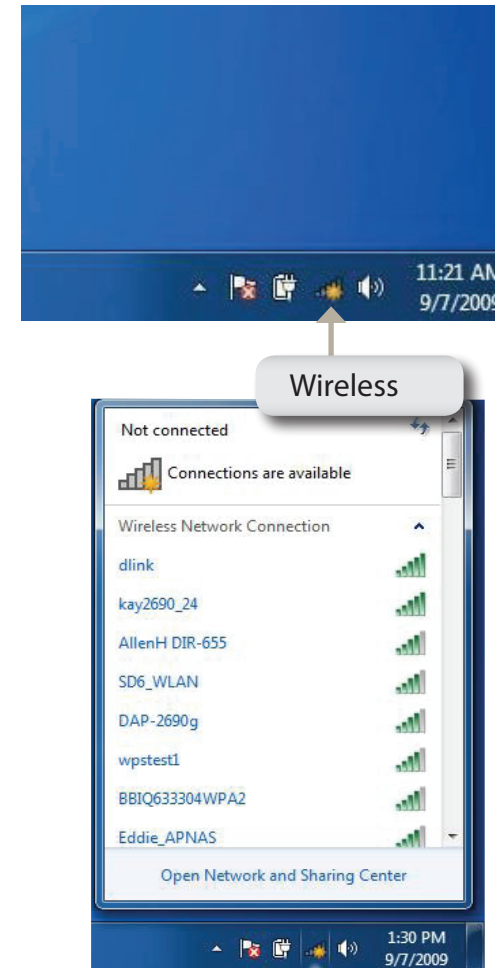 11:21 AM
9/7/2009
Wireless
Not connected
Connections are available
Wireless Network Connection
dlink
kay2690_24
AllenH DIR-655
SD6_WLAN
DAP-2690g
wpstest1
BBIQ633304WPA2
Eddie_APNAS
Open Network and Sharing Center
1:30 PM
9/7/2009